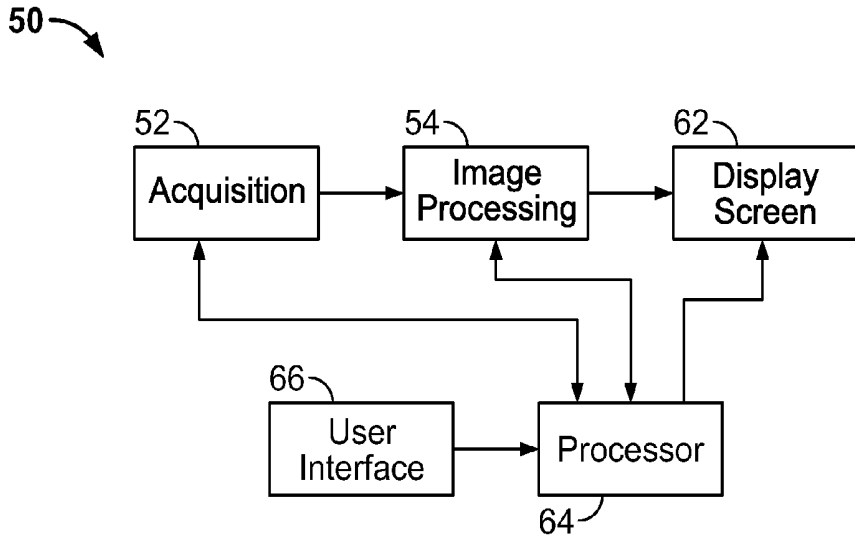 50
52
54
62
Acquisition
Image
Processing
Display
Screen
66
User
Interface
Processor
64